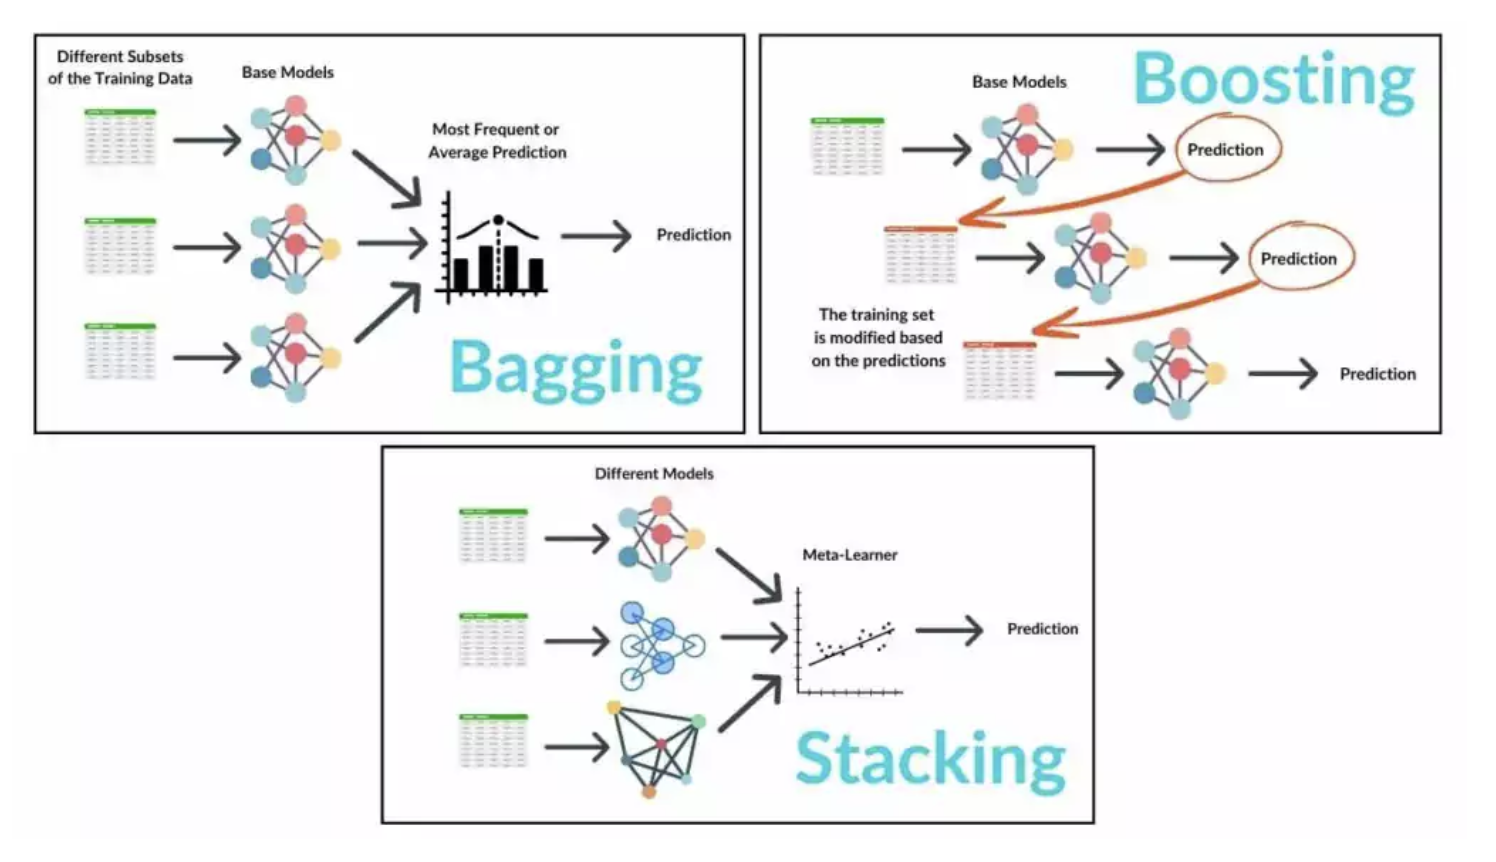 Different Subsets
of the Training Data
Base Models
Most Frequent or
Average Prediction
Prediction
Bagging
Boosting
Base Models
Prediction
Prediction
The training set
is modified based
on the predictions
Prediction
Different Models
Meta-Learner
Prediction
Stacking